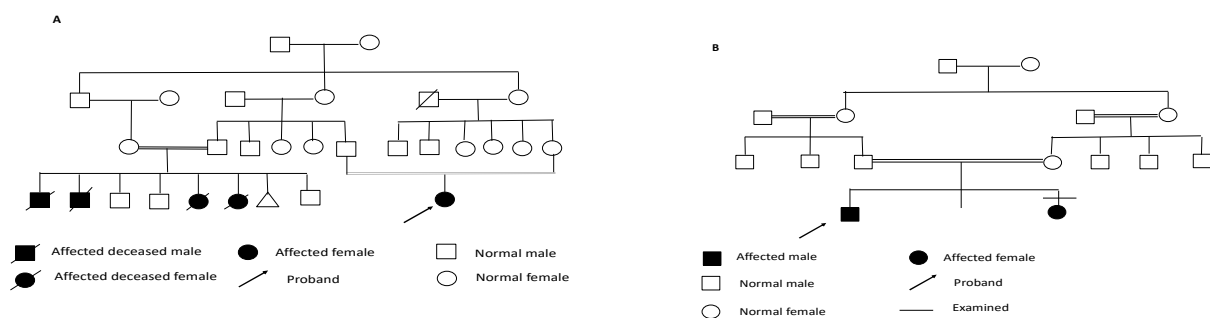 A
Affected deceased male
Affected female
Normal male
Affected deceased female
Proband
Normal female
B
Affected male
Affected female
Normal male
Proband
Normal female
Examined